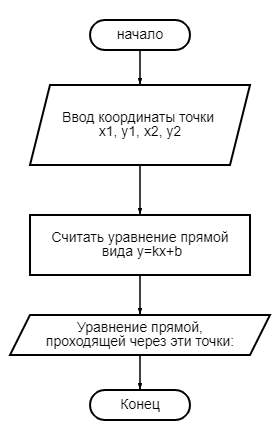 начало
Ввод координаты точки
x1, y1, x2, y2
Считать уравнение прямой
вида y=kx+b
Уравнение прямой,
проходящей через эти точки:
Конец